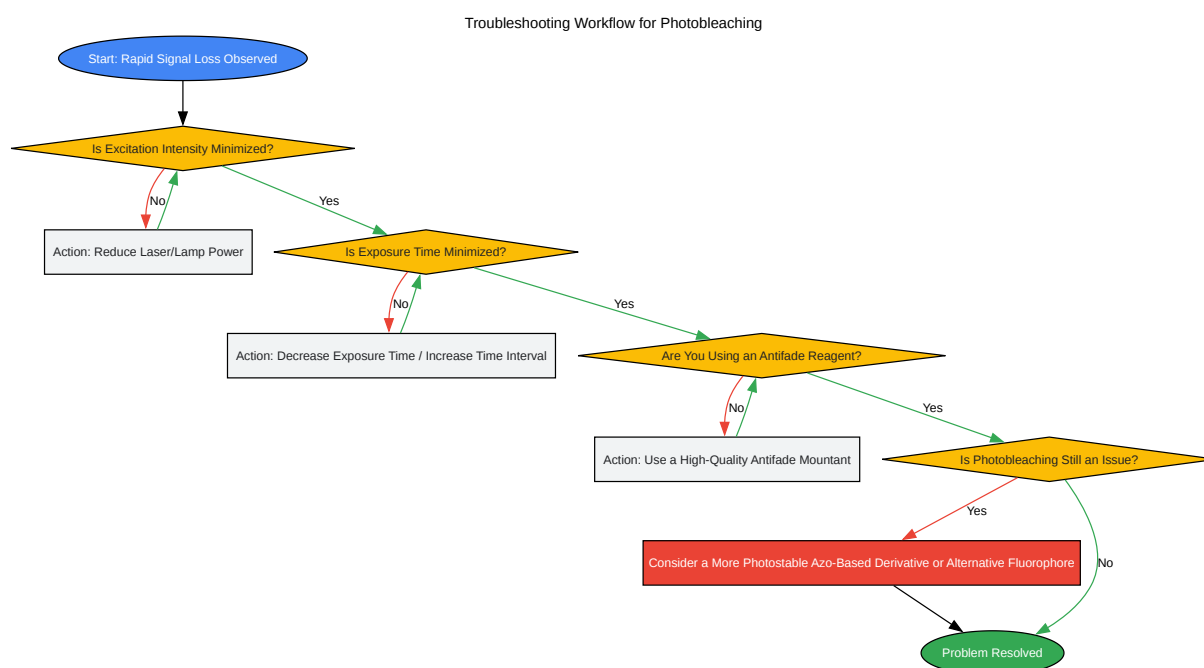 Troubleshooting Workflow for Photobleaching
Start: Rapid Signal Loss Observed
Is Excitation Intensity Minimized?
No
Yes
Action: Reduce Laser/Lamp Power
Is Exposure Time Minimized?
No
Yes
Action: Decrease Exposure Time / Increase Time Interval
Are You Using an Antifade Reagent?
No
Yes
Action: Use a High-Quality Antifade Mountant
Is Photobleaching Still an Issue?
Yes
Consider a More Photostable Azo-Based Derivative or Alternative Fluorophore
No
Problem Resolved